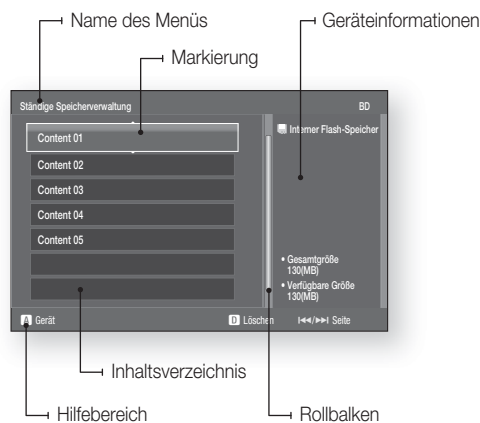 Name des Menüs
Geräteinformationen
Markierung
Ständige Speicherverwaltung
BD
Content 01
Interner Flash-Speicher
Content 02
Content 03
Content 04
Content 05
• Gesamtgröße
130(MB)
• Verfügbare Größe
130(MB)
A Gerät
D Löschen
Seite
Inhaltsverzeichnis
Hilfebereich
Rollbalken